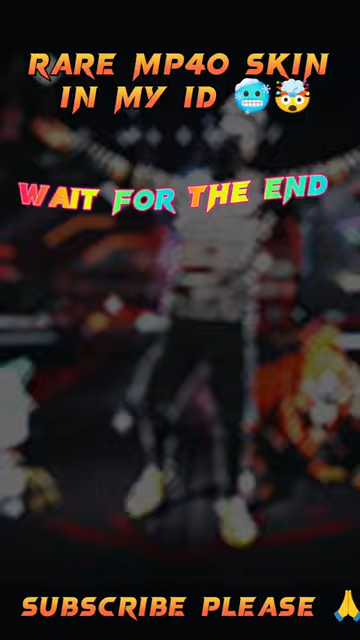 RARE MP40 SKIN
IN MY ID 🥶🤯
WAIT FOR THE END
SUBSCRIBE PLEASE 🙏